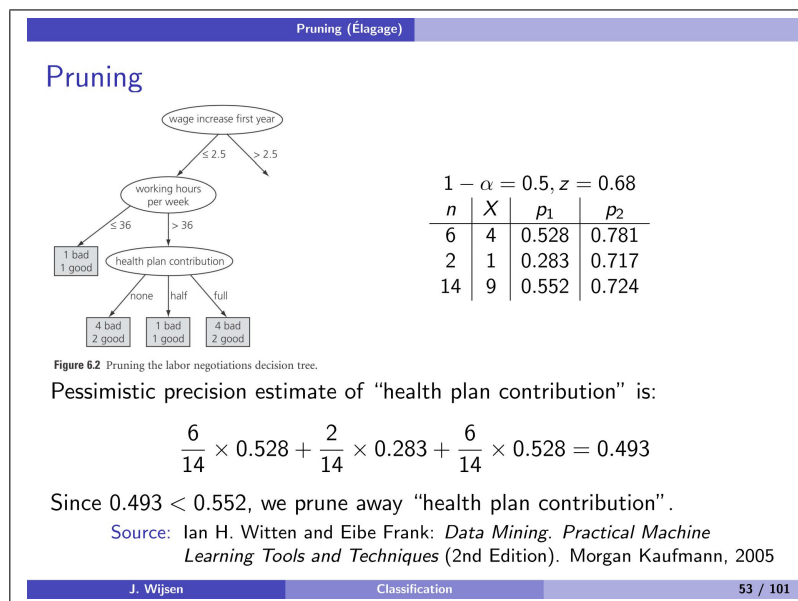 Pruning (Élagage)
Pruning
wage increase first year
≤ 2.5 > 2.5
working hours
per week
≤ 36 > 36
1 bad
1 good
health plan contribution
none half full
4 bad
2 good
1 bad
1 good
4 bad
2 good
Figure 6.2 Pruning the labor negotiations decision tree.
1 − α = 0.5, z = 0.68
n X p₁ p₂
6 4 0.528 0.781
2 1 0.283 0.717
14 9 0.552 0.724
Pessimistic precision estimate of “health plan contribution” is:
6/14 × 0.528 + 2/14 × 0.283 + 6/14 × 0.528 = 0.493
Since 0.493 < 0.552, we prune away “health plan contribution”.
Source: Ian H. Witten and Eibe Frank: Data Mining. Practical Machine
Learning Tools and Techniques (2nd Edition). Morgan Kaufmann, 2005
J. Wijsen Classification 53 / 101